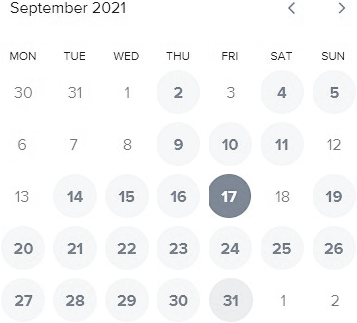 September 2021
MON TUE WED THU FRI SAT SUN
30 31 1 2 3 4 5
6 7 8 9 10 11 12
13 14 15 16 17 18 19
20 21 22 23 24 25 26
27 28 29 30 31 1 2